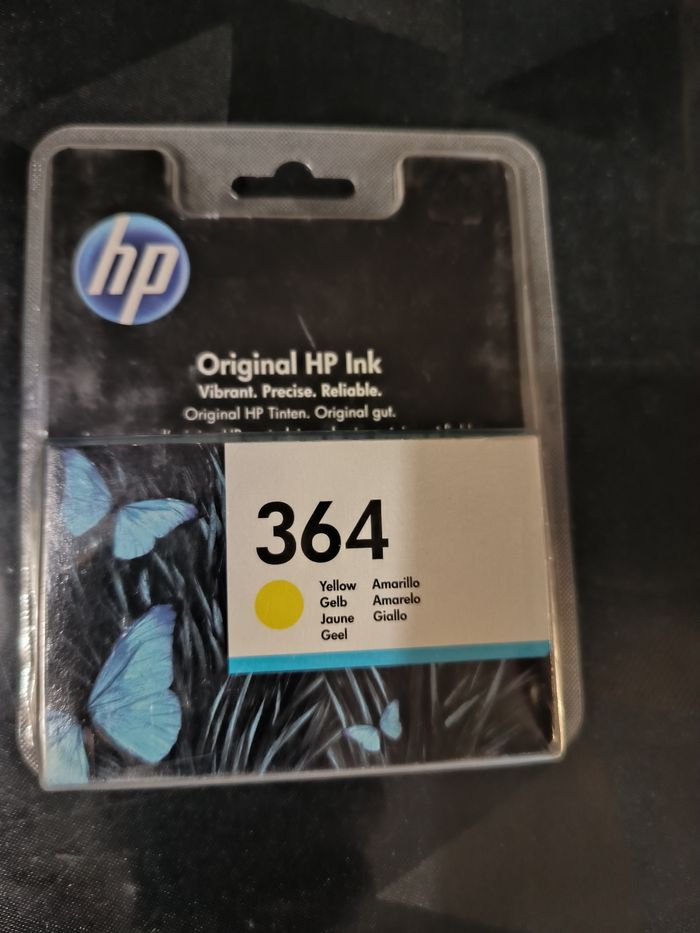 hp
Original HP Ink
Vibrant. Precise. Reliable.
Original HP Tinten. Original gut.
364
Yellow Amarillo
Gelb Amarelo
Jaune Giallo
Geel